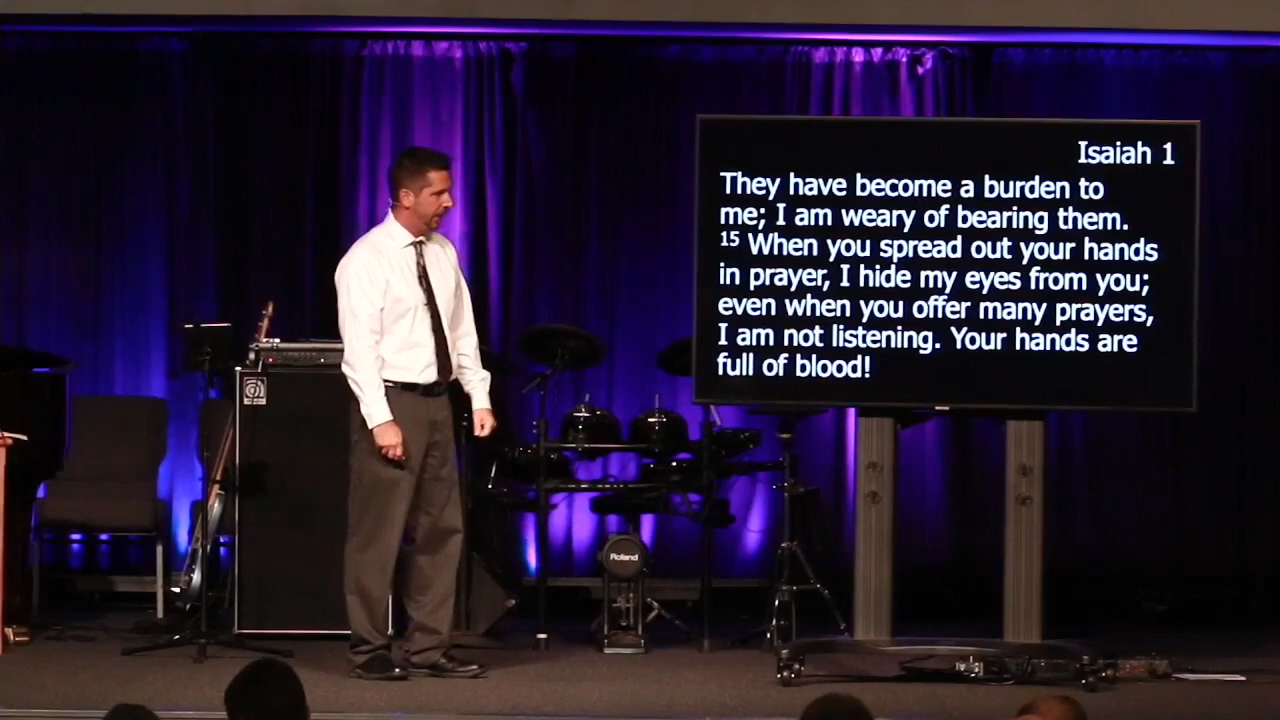 Isaiah 1
They have become a burden to
me; I am weary of bearing them.
15 When you spread out your hands
in prayer, I hide my eyes from you;
even when you offer many prayers,
I am not listening. Your hands are
full of blood!
Roland